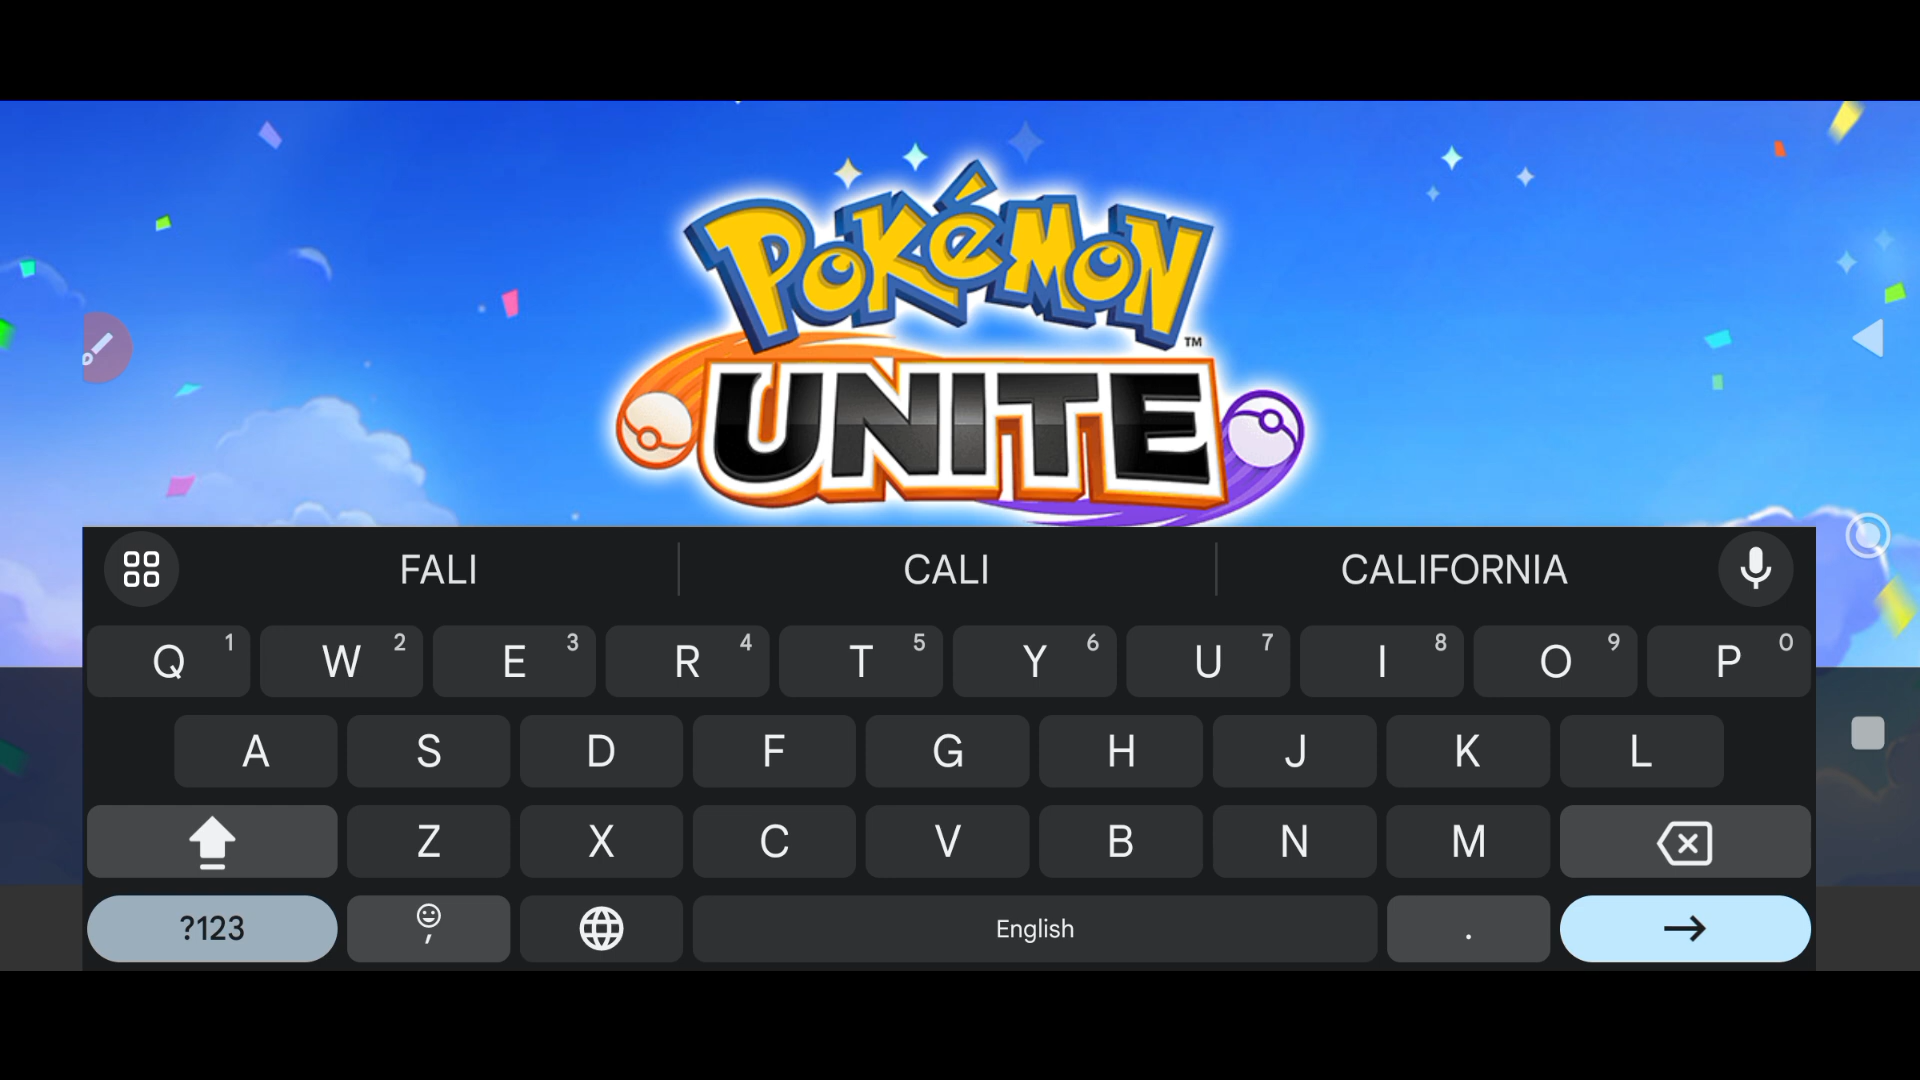 POKéMON
TM
UNITE
FALI CALI CALIFORNIA
Q 1 W 2 E 3 R 4 T 5 Y 6 U 7 I 8 O 9 P 0
A S D F G H J K L
Z X C V B N M
?123 , English .